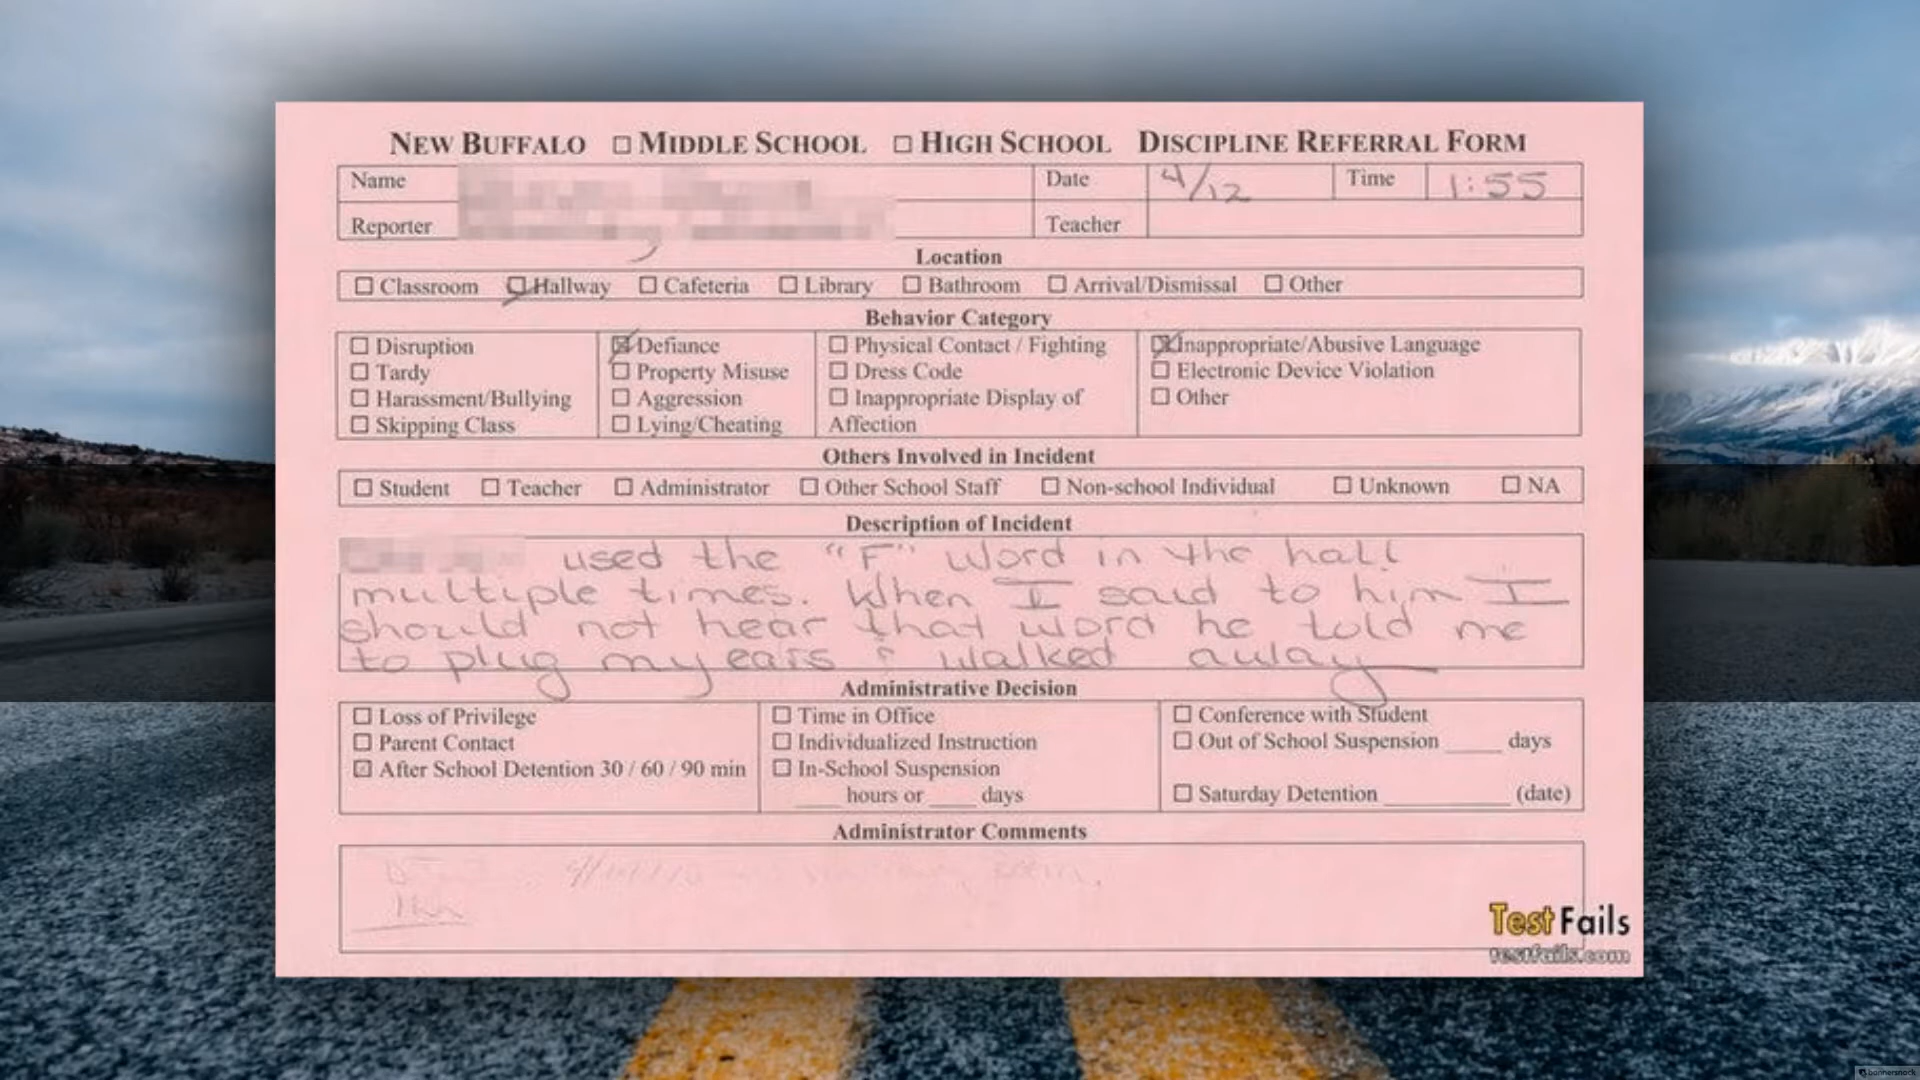 NEW BUFFALO ☐ MIDDLE SCHOOL ☐ HIGH SCHOOL DISCIPLINE REFERRAL FORM
Name Date 4/12 Time 1:55
Reporter Teacher
Location
☐ Classroom ☑ Hallway ☐ Cafeteria ☐ Library ☐ Bathroom ☐ Arrival/Dismissal ☐ Other
Behavior Category
☐ Disruption ☒ Defiance ☐ Physical Contact / Fighting ☒ Inappropriate/Abusive Language
☐ Tardy ☐ Property Misuse ☐ Dress Code ☐ Electronic Device Violation
☐ Harassment/Bullying ☐ Aggression ☐ Inappropriate Display of ☐ Other
☐ Skipping Class ☐ Lying/Cheating Affection
Others Involved in Incident
☐ Student ☐ Teacher ☐ Administrator ☐ Other School Staff ☐ Non-school Individual ☐ Unknown ☐ NA
Description of Incident
used the "F" word in the hall
multiple times. When I said to him I
should not hear that word he told me
to plug my ears & walked away
Administrative Decision
☐ Loss of Privilege ☐ Time in Office ☐ Conference with Student
☐ Parent Contact ☐ Individualized Instruction ☐ Out of School Suspension _____ days
☑ After School Detention 30 / 60 / 90 min ☐ In-School Suspension
____ hours or ____ days ☐ Saturday Detention ___________ (date)
Administrator Comments
TestFails
testfails.com
bannersnack